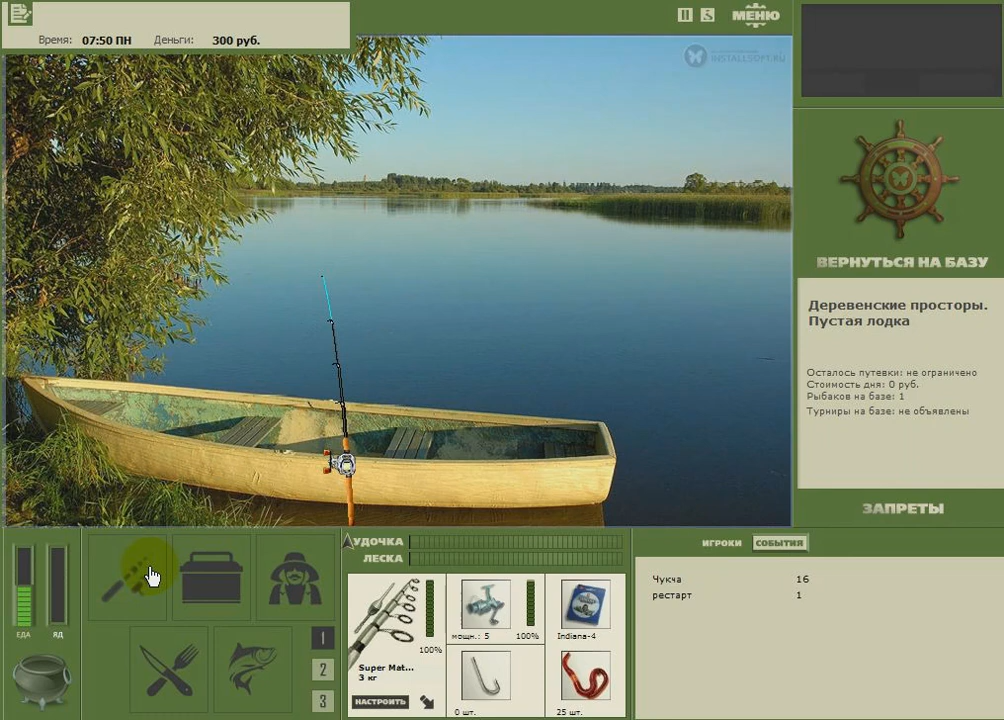 МЕНЮ
Время: 07:50 ПН Деньги: 300 руб.
INSTALLSOFT.RU
ВЕРНУТЬСЯ НА БАЗУ
Деревенские просторы.
Пустая лодка
Осталось путевки: не ограничено
Стоимость дня: 0 руб.
Рыбаков на базе: 1
Турниры на базе: не объявлены
ЗАПРЕТЫ
УДОЧКА
ЛЕСКА
ИГРОКИ СОБЫТИЯ
Чукча 16
рестарт 1
ЕДА ЯД
1
2
3
100%
Super Mat...
3 кг
НАСТРОИТЬ
мощн.: 5 100%
Indiana-4
0 шт.
25 шт.